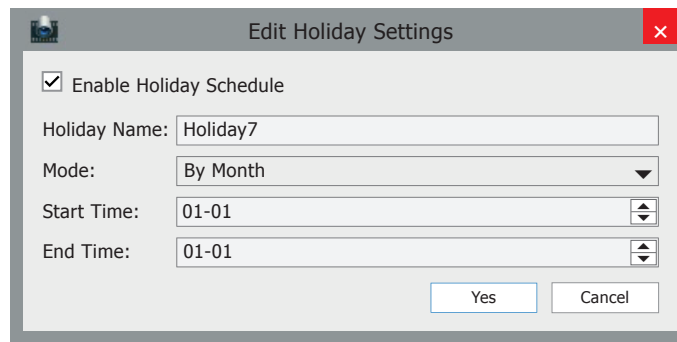 Edit Holiday Settings
Enable Holiday Schedule
Holiday Name: Holiday7
Mode: By Month
Start Time: 01-01
End Time: 01-01
Yes Cancel